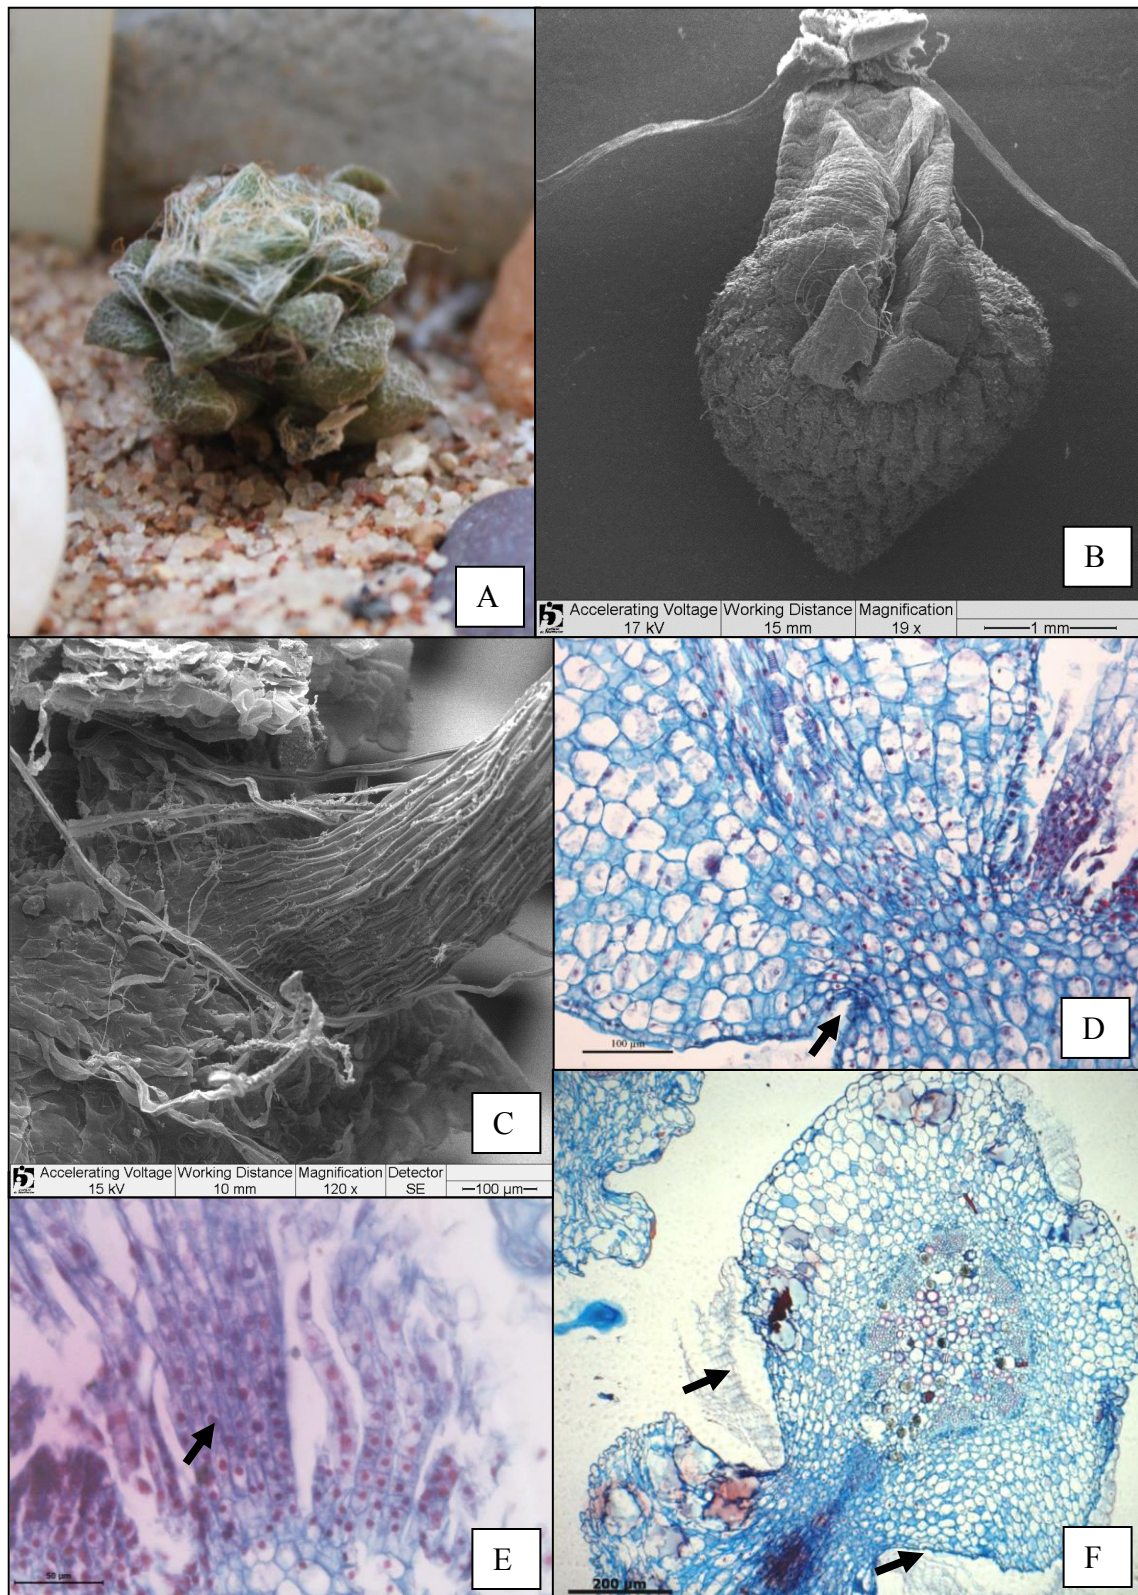 A
B
Accelerating Voltage Working Distance Magnification
17 kV 15 mm 19 x 1 mm
C
Accelerating Voltage Working Distance Magnification Detector
15 kV 10 mm 120 x SE 100 µm
100 µm
D
50 µm
E
200 µm
F